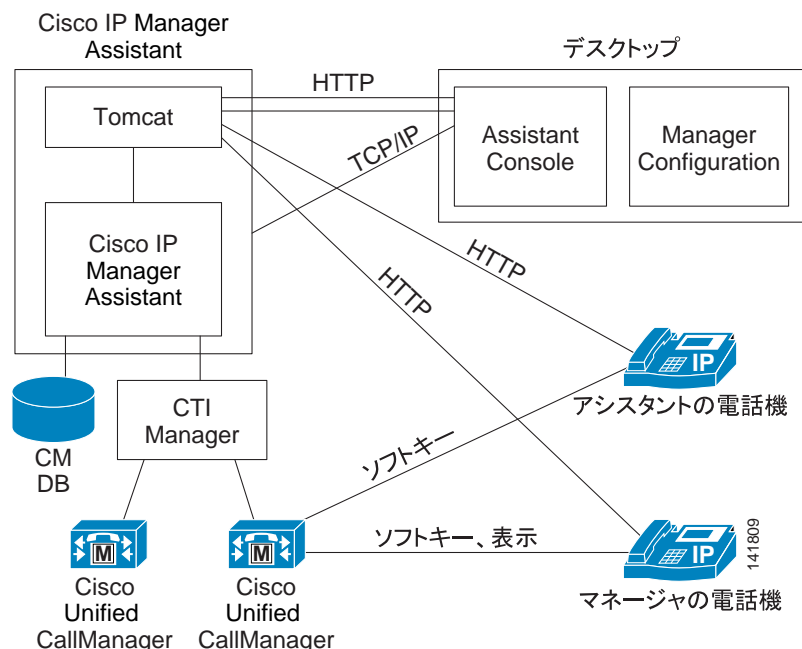 Cisco IP Manager
Assistant
デスクトップ
Tomcat
HTTP
TCP/IP
Assistant
Console
Manager
Configuration
Cisco IP
Manager
Assistant
HTTP
HTTP
IP
アシスタントの電話機
CM
DB
CTI
Manager
ソフトキー
M
Cisco
Unified
CallManager
M
Cisco
Unified
CallManager
ソフトキー、表示
IP
マネージャの電話機
141809